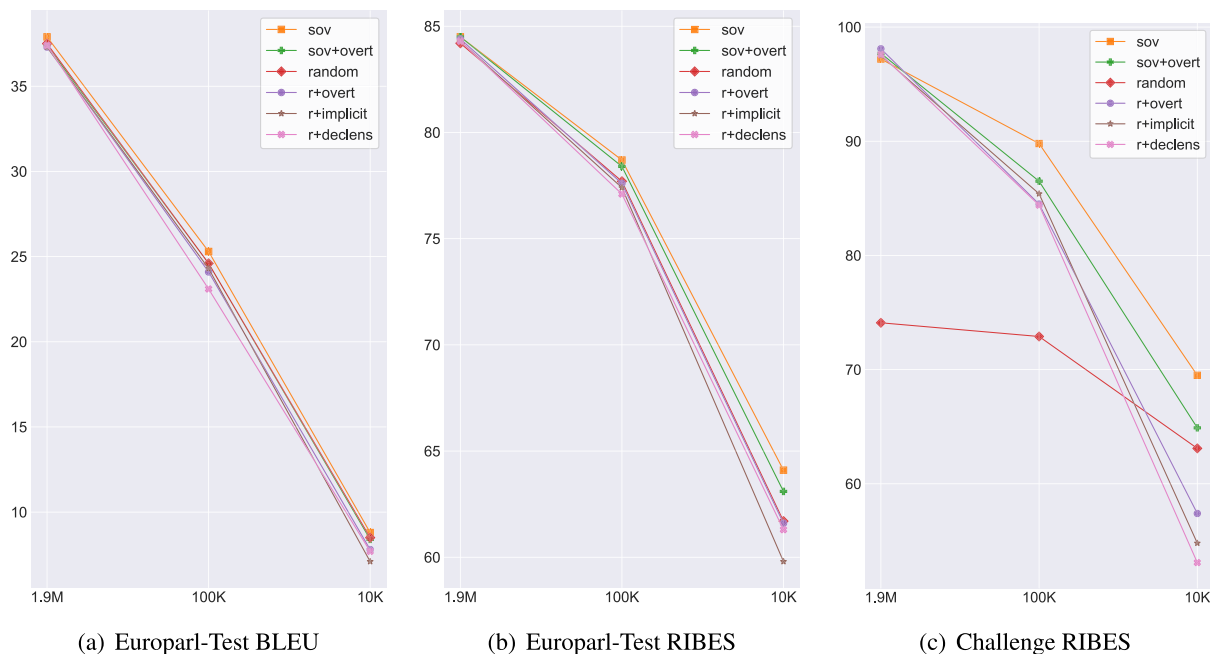 35
30
25
20
15
10
1.9M
100K
10K
sov
sov+overt
random
r+overt
r+implicit
r+declens
(a) Europarl-Test BLEU
85
80
75
70
65
60
1.9M
100K
10K
sov
sov+overt
random
r+overt
r+implicit
r+declens
(b) Europarl-Test RIBES
100
90
80
70
60
1.9M
100K
10K
sov
sov+overt
random
r+overt
r+implicit
r+declens
(c) Challenge RIBES